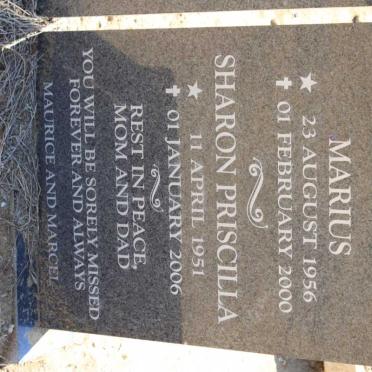 MARIUS
★ 23 AUGUST 1956
✝ 01 FEBRUARY 2000
SHARON PRISCILLA
★ 11 APRIL 1951
✝ 01 JANUARY 2006
REST IN PEACE,
MOM AND DAD
YOU WILL BE SORELY MISSED
FOREVER AND ALWAYS
MAURICE AND MARCEL